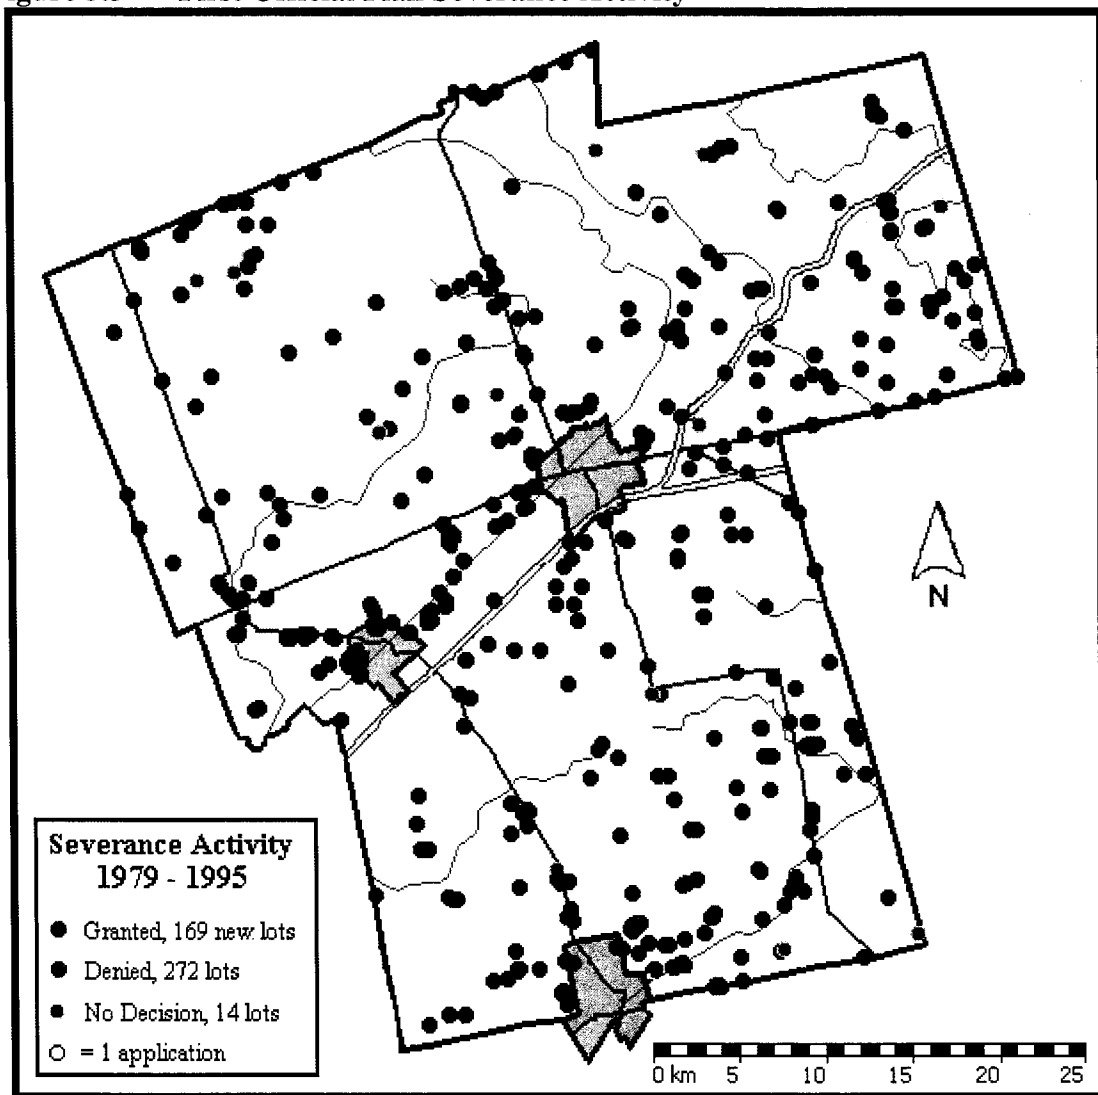 Severance Activity
1979 - 1995
Granted, 169 new lots
Denied, 272 lots
No Decision, 14 lots
= 1 application
N
0 km 5 10 15 20 25